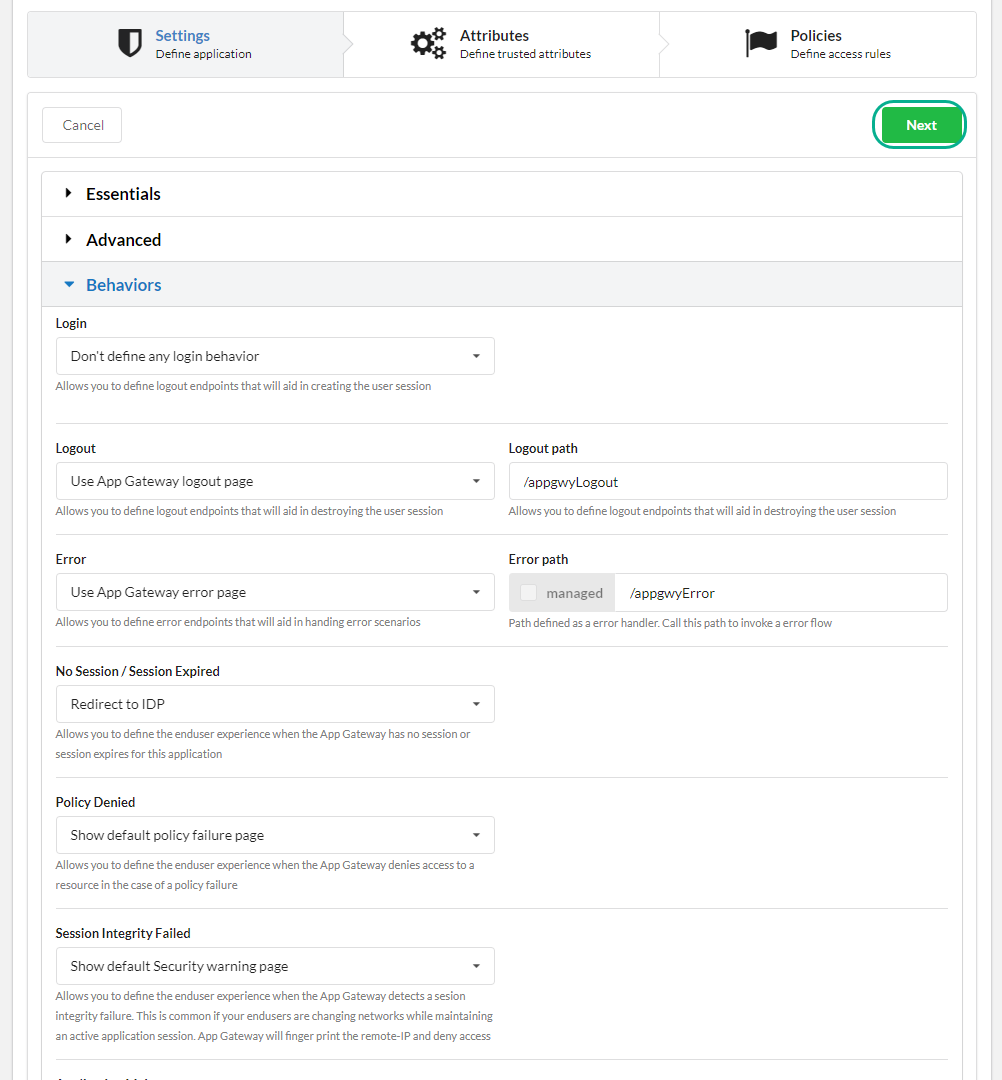 Settings
Define application
Attributes
Define trusted attributes
Policies
Define access rules
Cancel
Next
Essentials
Advanced
Behaviors
Login
Don't define any login behavior
Allows you to define logout endpoints that will aid in creating the user session
Logout
Use App Gateway logout page
Allows you to define logout endpoints that will aid in destroying the user session
Logout path
/appgwyLogout
Allows you to define logout endpoints that will aid in destroying the user session
Error
Use App Gateway error page
Allows you to define error endpoints that will aid in handing error scenarios
Error path
managed
/appgwyError
Path defined as a error handler. Call this path to invoke a error flow
No Session / Session Expired
Redirect to IDP
Allows you to define the enduser experience when the App Gateway has no session or
session expires for this application
Policy Denied
Show default policy failure page
Allows you to define the enduser experience when the App Gateway denies access to a
resource in the case of a policy failure
Session Integrity Failed
Show default Security warning page
Allows you to define the enduser experience when the App Gateway detects a sesion
integrity failure. This is common if your endusers are changing networks while maintaining
an active application session. App Gateway will finger print the remote-IP and deny access